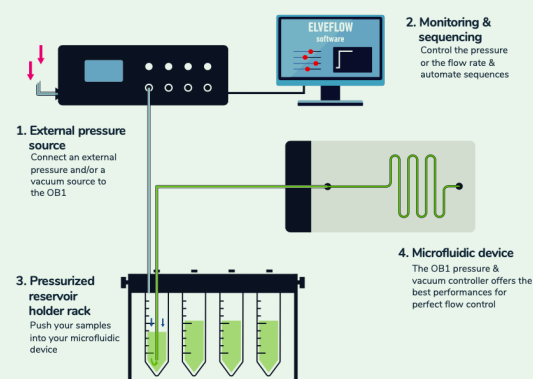 ELVEFLOW
software
2. Monitoring &
sequencing
Control the pressure
or the flow rate &
automate sequences
1. External pressure
source
Connect an external
pressure and/or a
vacuum source to
the OB1
3. Pressurized
reservoir
holder rack
Push your samples
into your microfluidic
device
4. Microfluidic device
The OB1 pressure &
vacuum controller offers the
best performances for
perfect flow control